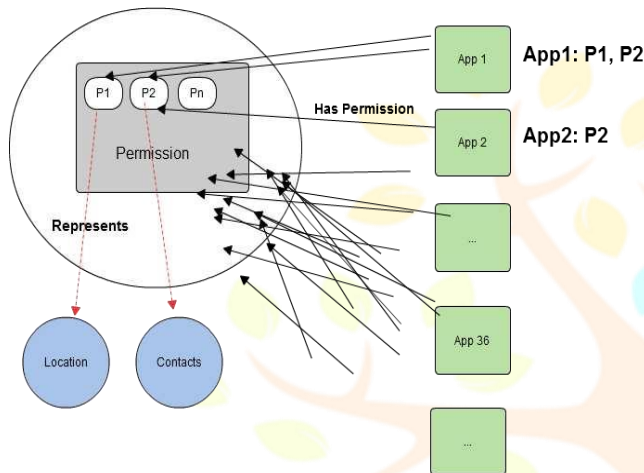 App 1
App1: P1, P2
P1
P2
Pn
Has Permission
App 2
App2: P2
Permission
Represents
...
Location
Contacts
App 36
...